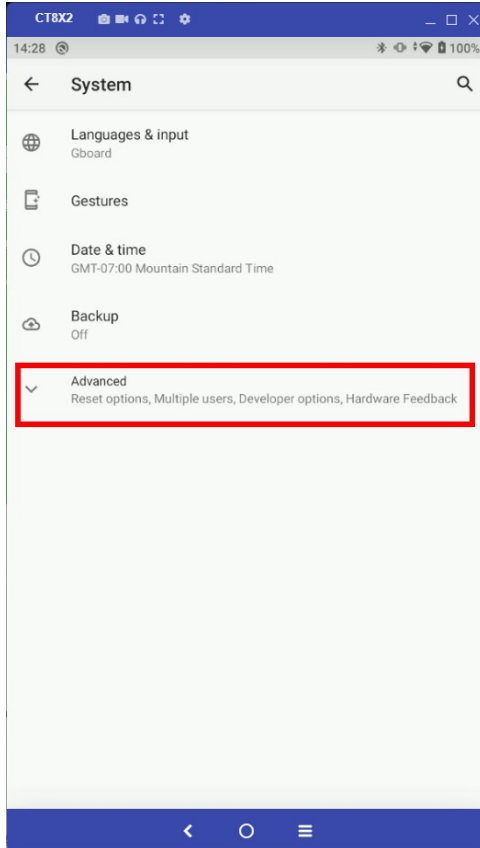 CT8X2
14:28
100%
System
Languages & input
Gboard
Gestures
Date & time
GMT-07:00 Mountain Standard Time
Backup
Off
Advanced
Reset options, Multiple users, Developer options, Hardware Feedback